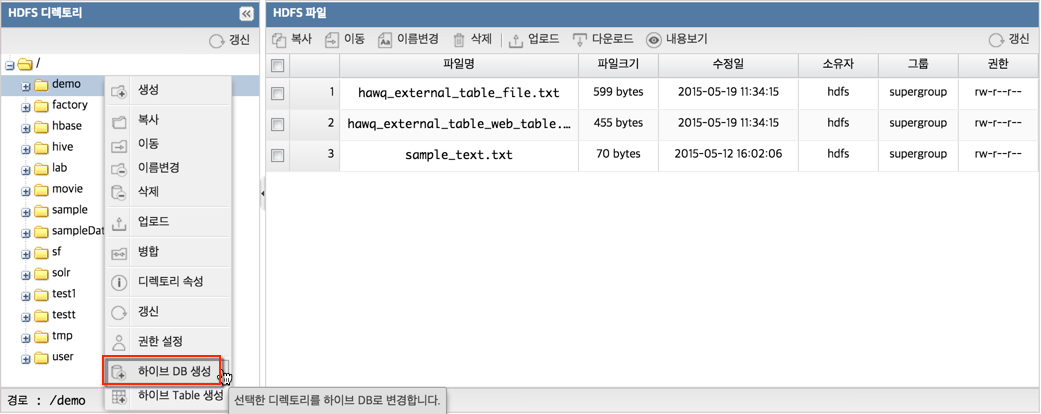 HDFS 디렉토리
갱신
/
demo
factory
hbase
hive
lab
movie
sample
sampleDat
sf
solr
test1
testt
tmp
user
생성
복사
이동
이름변경
삭제
업로드
병합
디렉토리 속성
갱신
권한 설정
하이브 DB 생성
하이브 Table 생성
선택한 디렉토리를 하이브 DB로 변경합니다.
HDFS 파일
복사 이동 이름변경 삭제 업로드 다운로드 내용보기 갱신
파일명 파일크기 수정일 소유자 그룹 권한
1 hawq_external_table_file.txt 599 bytes 2015-05-19 11:34:15 hdfs supergroup rw-r--r--
2 hawq_external_table_web_table.... 455 bytes 2015-05-19 11:34:15 hdfs supergroup rw-r--r--
3 sample_text.txt 70 bytes 2015-05-12 16:02:06 hdfs supergroup rw-r--r--
경로 : /demo